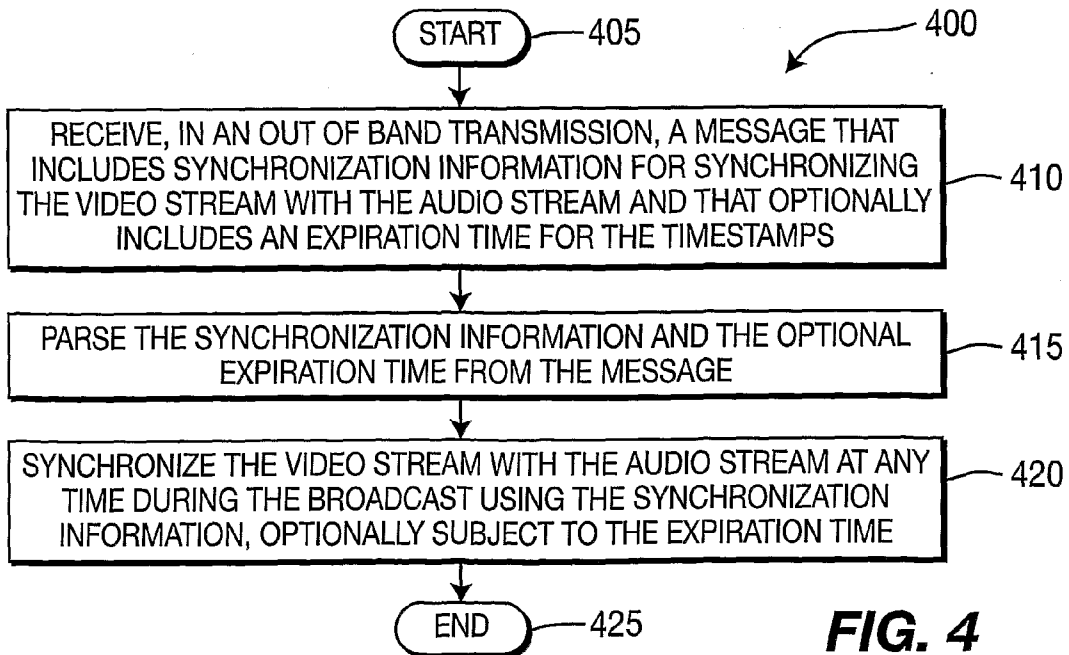 START
405
400
RECEIVE, IN AN OUT OF BAND TRANSMISSION, A MESSAGE THAT
INCLUDES SYNCHRONIZATION INFORMATION FOR SYNCHRONIZING
THE VIDEO STREAM WITH THE AUDIO STREAM AND THAT OPTIONALLY
INCLUDES AN EXPIRATION TIME FOR THE TIMESTAMPS
410
PARSE THE SYNCHRONIZATION INFORMATION AND THE OPTIONAL
EXPIRATION TIME FROM THE MESSAGE
415
SYNCHRONIZE THE VIDEO STREAM WITH THE AUDIO STREAM AT ANY
TIME DURING THE BROADCAST USING THE SYNCHRONIZATION
INFORMATION, OPTIONALLY SUBJECT TO THE EXPIRATION TIME
420
END
425
FIG. 4